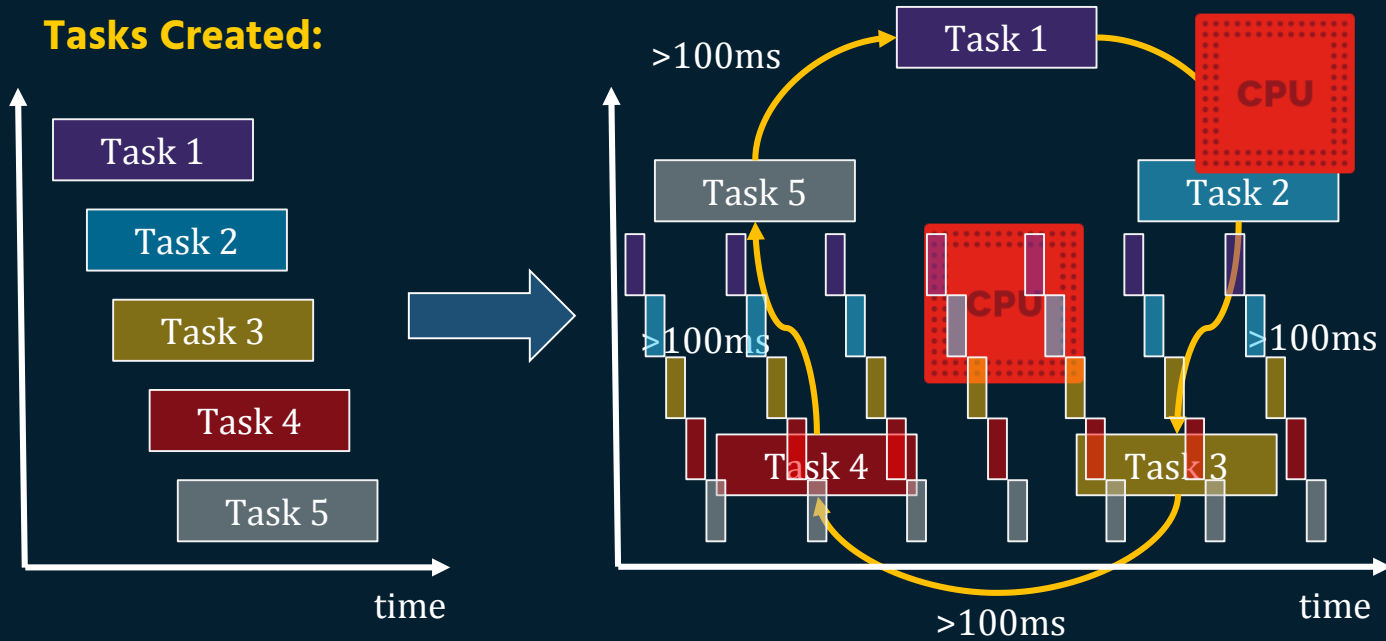 Tasks Created:
Task 1
Task 2
Task 3
Task 4
Task 5
time
>100ms
Task 1
CPU
Task 5
Task 2
CPU
>100ms
>100ms
Task 4
Task 3
>100ms
time